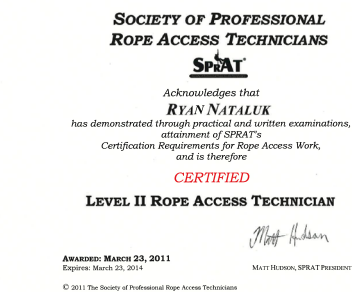 SOCIETY OF PROFESSIONAL
ROPE ACCESS TECHNICIANS
SPRAT
Acknowledges that
RYAN NATALUK
has demonstrated through practical and written examinations,
attainment of SPRAT's
Certification Requirements for Rope Access Work,
and is therefore
CERTIFIED
LEVEL II ROPE ACCESS TECHNICIAN
Matt Hudson
AWARDED: MARCH 23, 2011
Expires: March 23, 2014
MATT HUDSON, SPRAT PRESIDENT
© 2011 The Society of Professional Rope Access Technicians